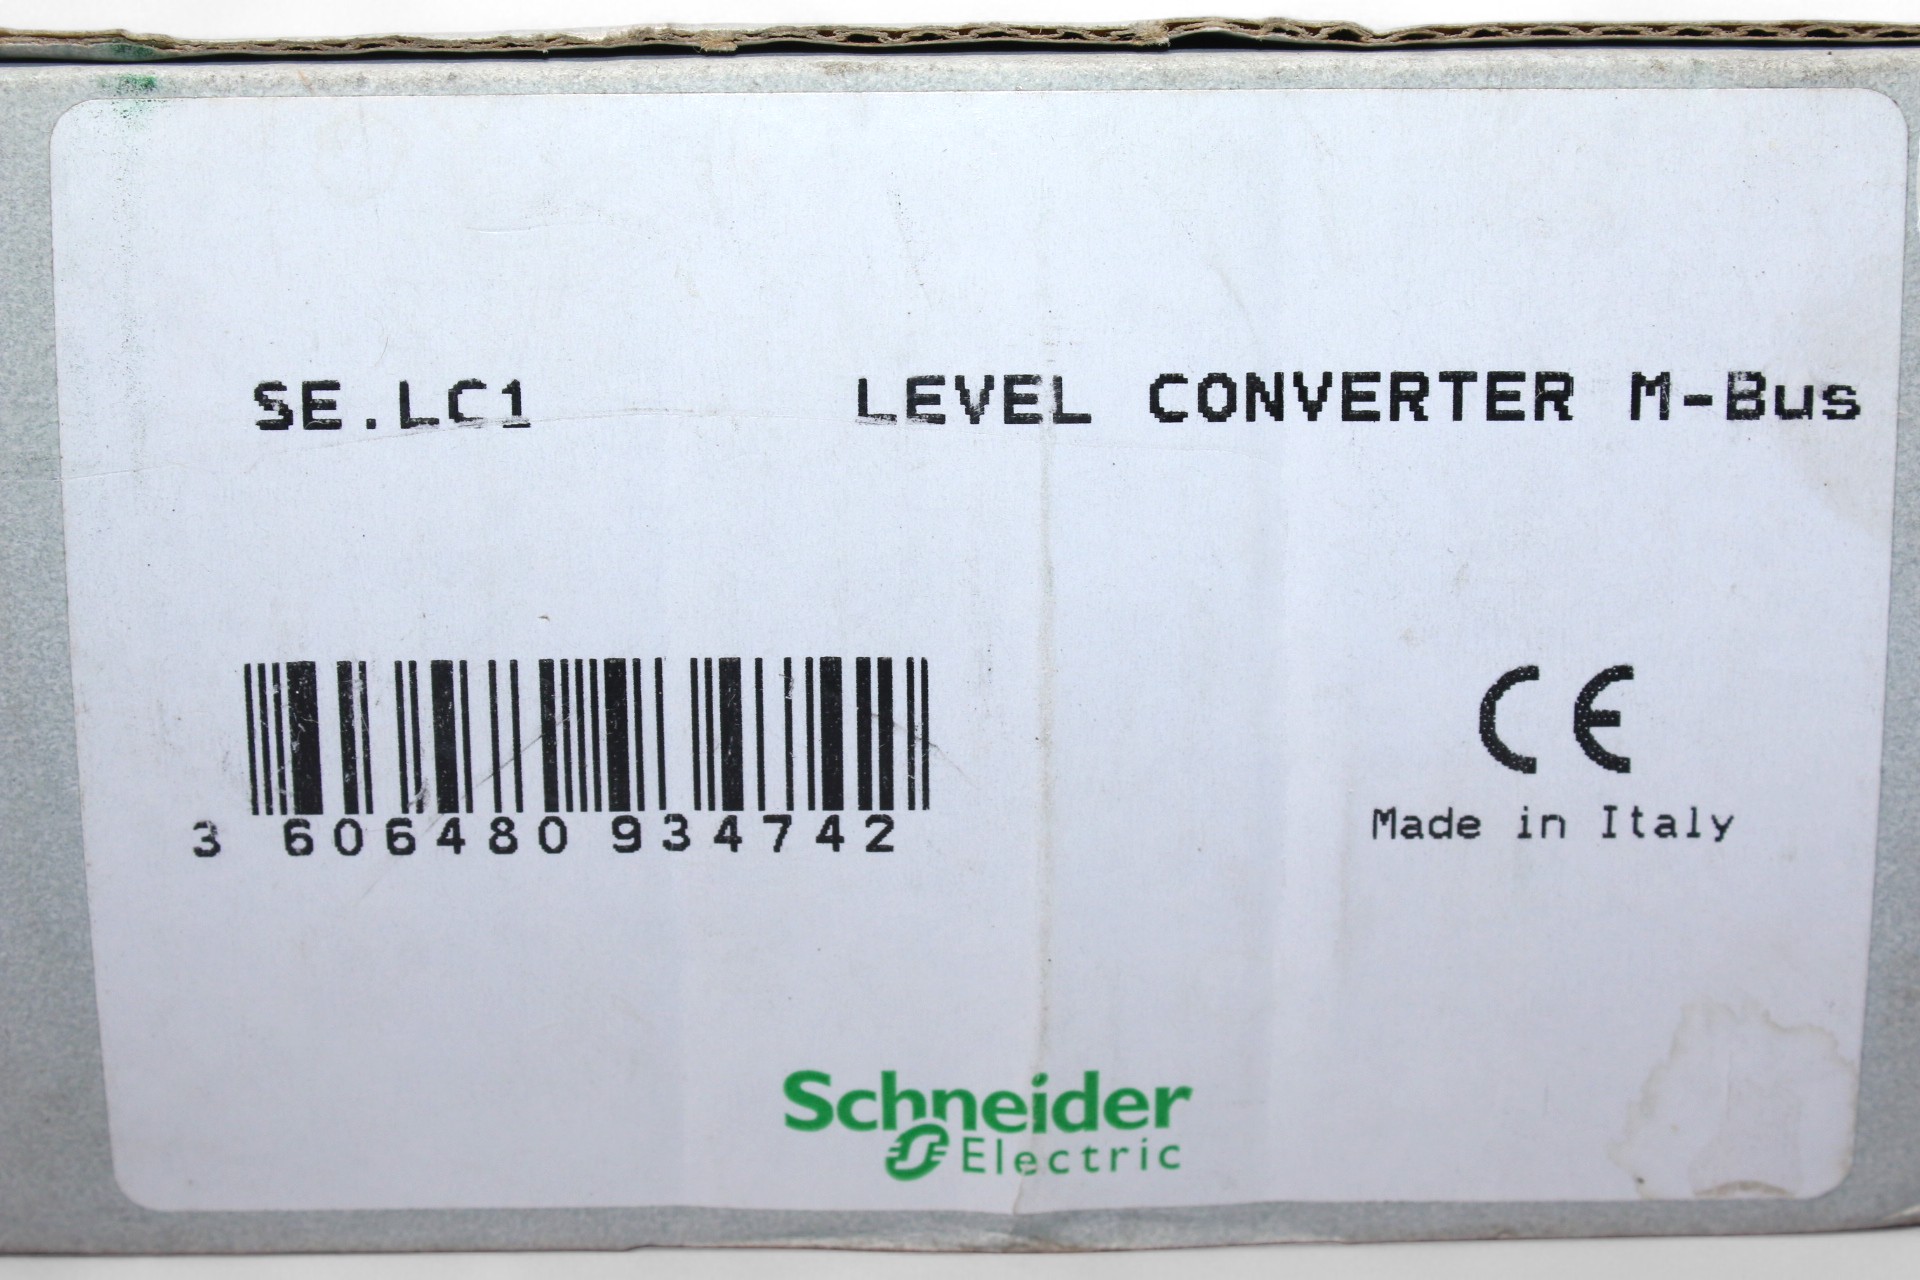 SE.LC1 LEVEL CONVERTER M-Bus
3 606480 934742
CE
Made in Italy
Schneider
Electric